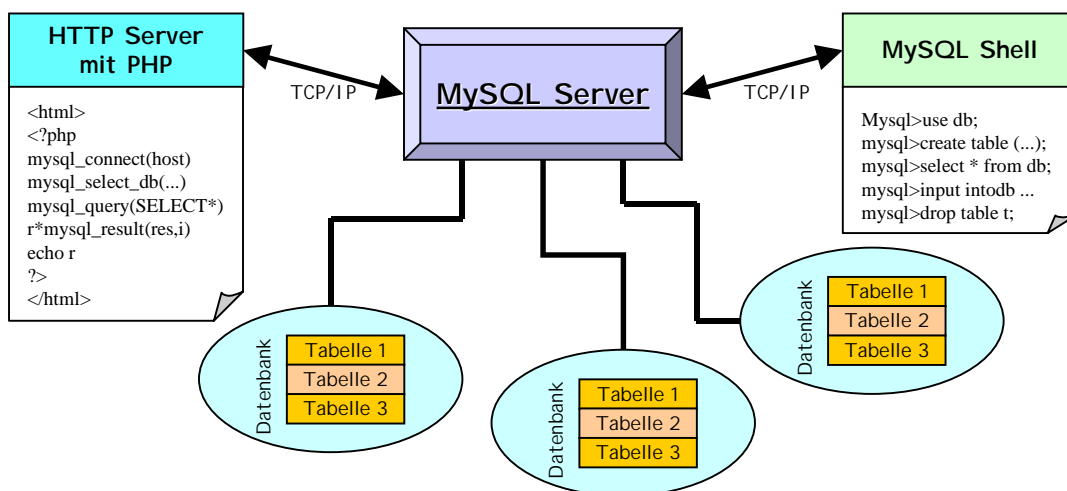 HTTP Server
mit PHP
<html>
<?php
mysql_connect(host)
mysql_select_db(...)
mysql_query(SELECT*)
r*mysql_result(res,i)
echo r
?>
</html>
TCP/IP
MySQL Server
TCP/IP
MySQL Shell
Mysql>use db;
mysql>create table (...);
mysql>select * from db;
mysql>input intodb ...
mysql>drop table t;
Datenbank
Tabelle 1
Tabelle 2
Tabelle 3
Datenbank
Tabelle 1
Tabelle 2
Tabelle 3
Datenbank
Tabelle 1
Tabelle 2
Tabelle 3